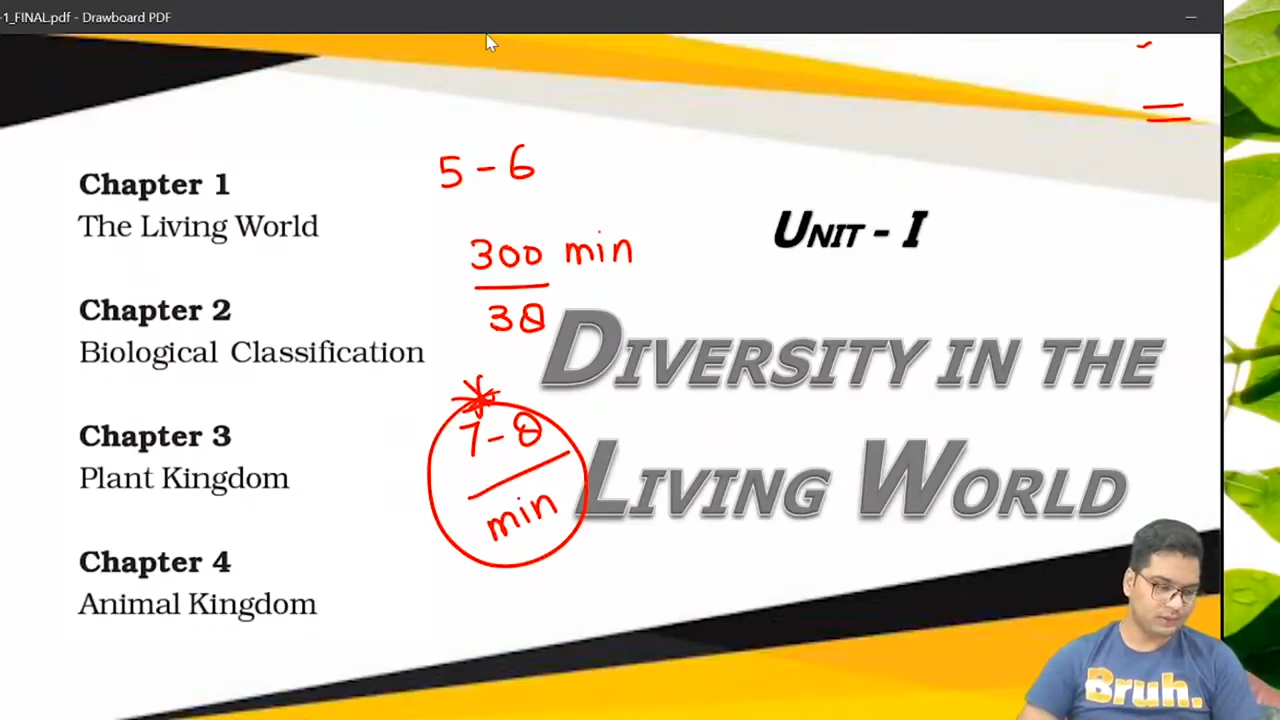 -1_FINAL.pdf - Drawboard PDF
Chapter 1
The Living World
Chapter 2
Biological Classification
Chapter 3
Plant Kingdom
Chapter 4
Animal Kingdom
5 - 6
300 min
38
7 - 8
min
UNIT - I
DIVERSITY IN THE
LIVING WORLD
Bruh.